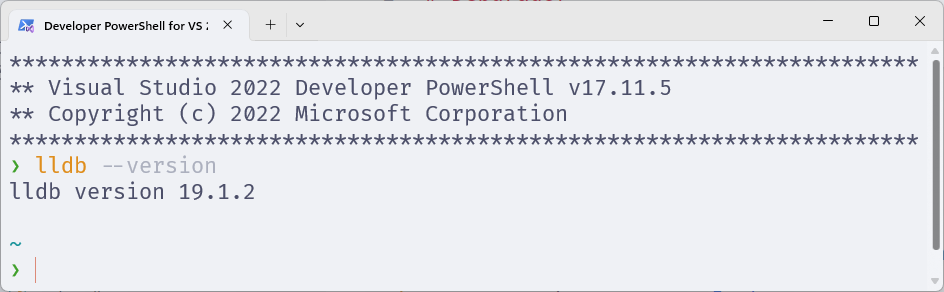 Developer PowerShell for VS 2
**********************************************************************
** Visual Studio 2022 Developer PowerShell v17.11.5
** Copyright (c) 2022 Microsoft Corporation
**********************************************************************
❯ lldb --version
lldb version 19.1.2
~
❯